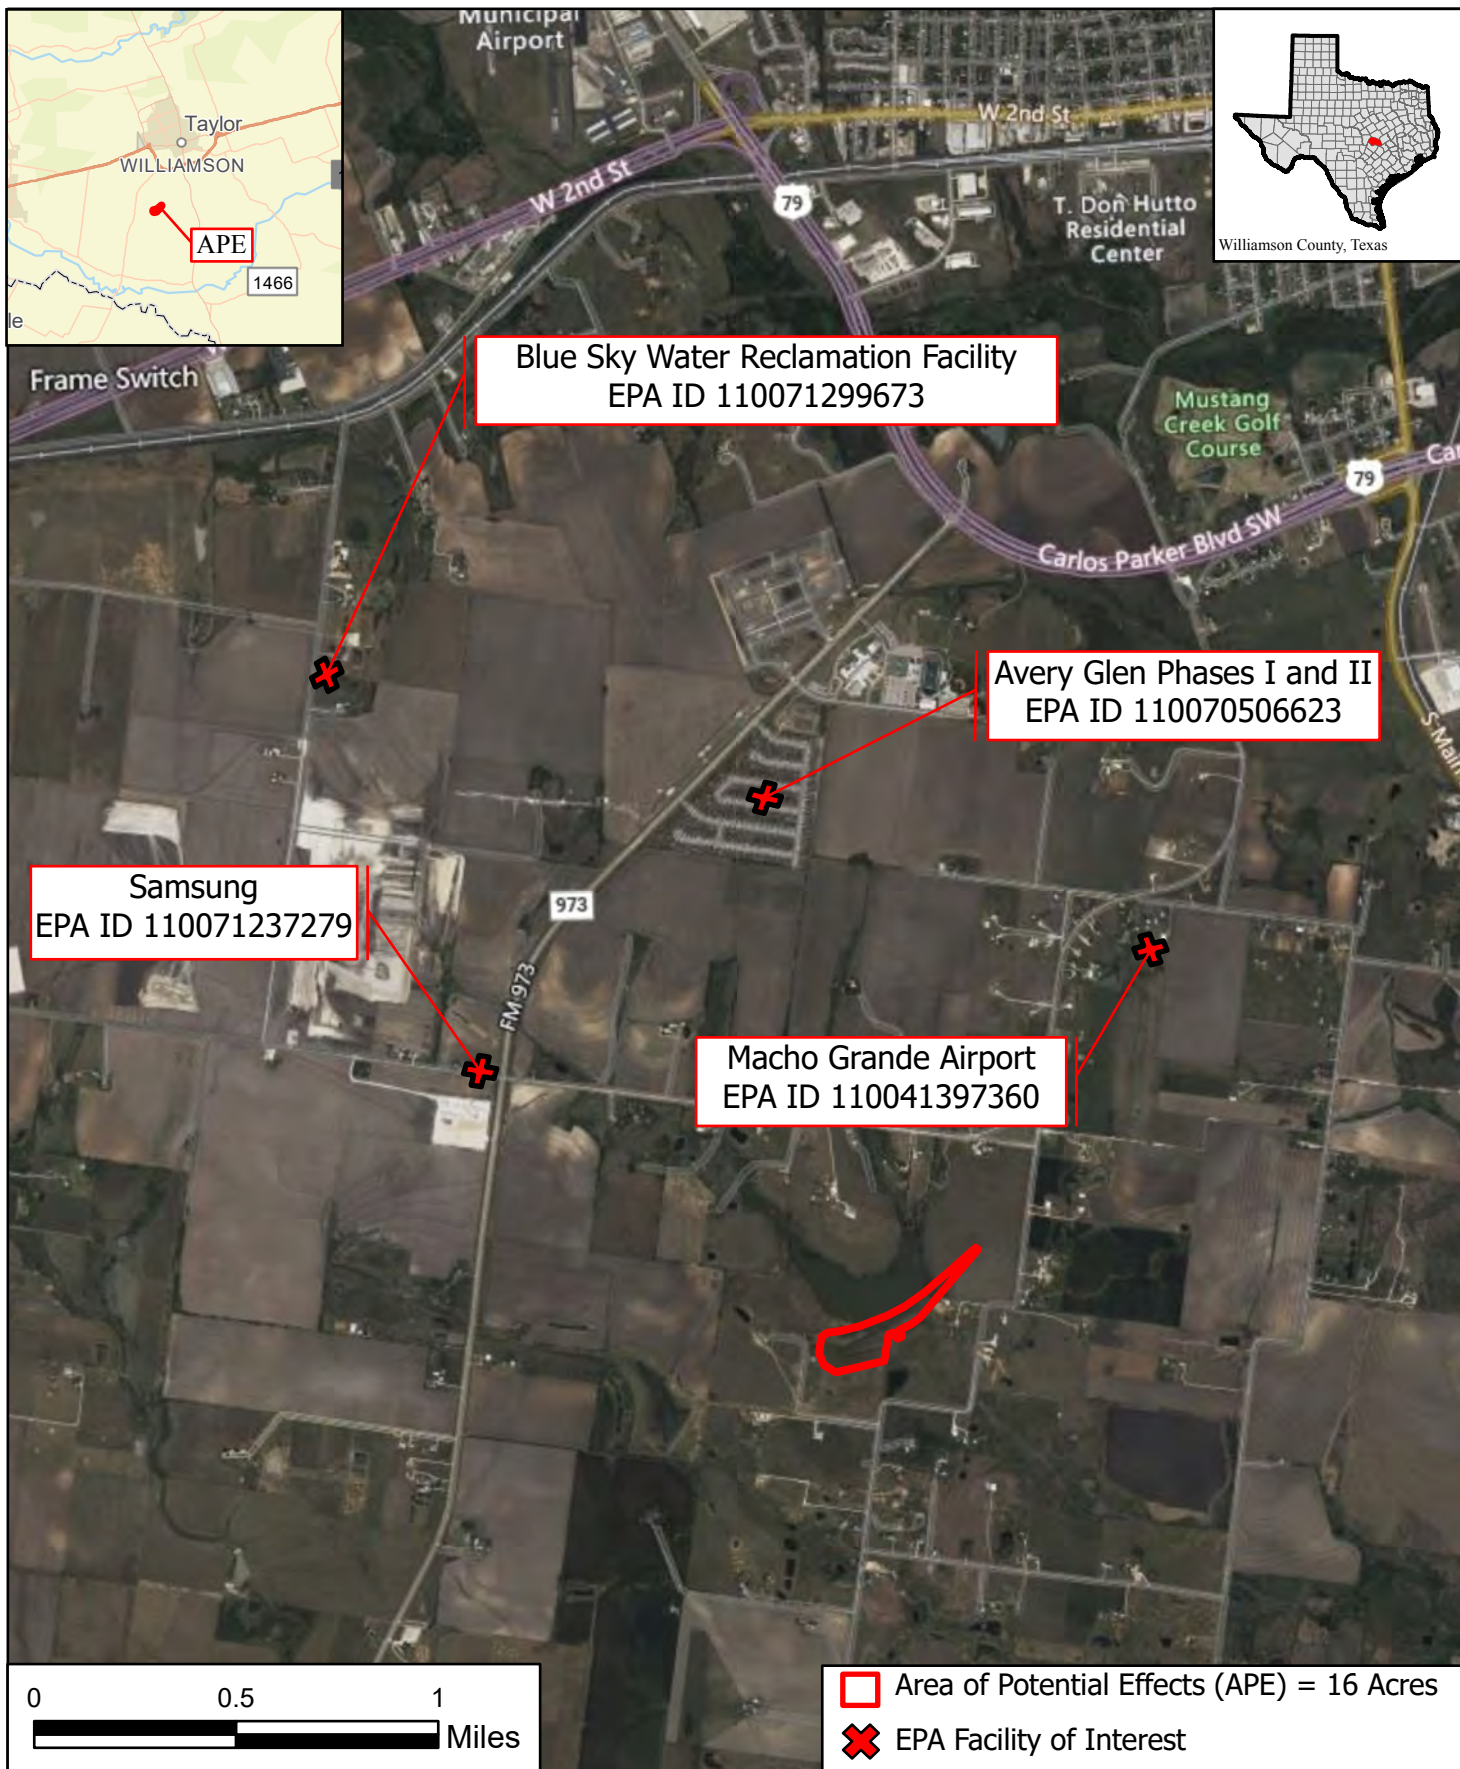 Municipal
Airport
Taylor
WILLIAMSON
APE
1466
le
W 2nd St
W 2nd St
79
T. Don Hutto
Residential
Center
Williamson County, Texas
Frame Switch
Blue Sky Water Reclamation Facility
EPA ID 110071299673
Mustang
Creek Golf
Course
79
Car
Carlos Parker Blvd SW
Avery Glen Phases I and II
EPA ID 110070506623
S Main
Samsung
EPA ID 110071237279
973
FM 973
Macho Grande Airport
EPA ID 110041397360
0 0.5 1
Miles
Area of Potential Effects (APE) = 16 Acres
EPA Facility of Interest